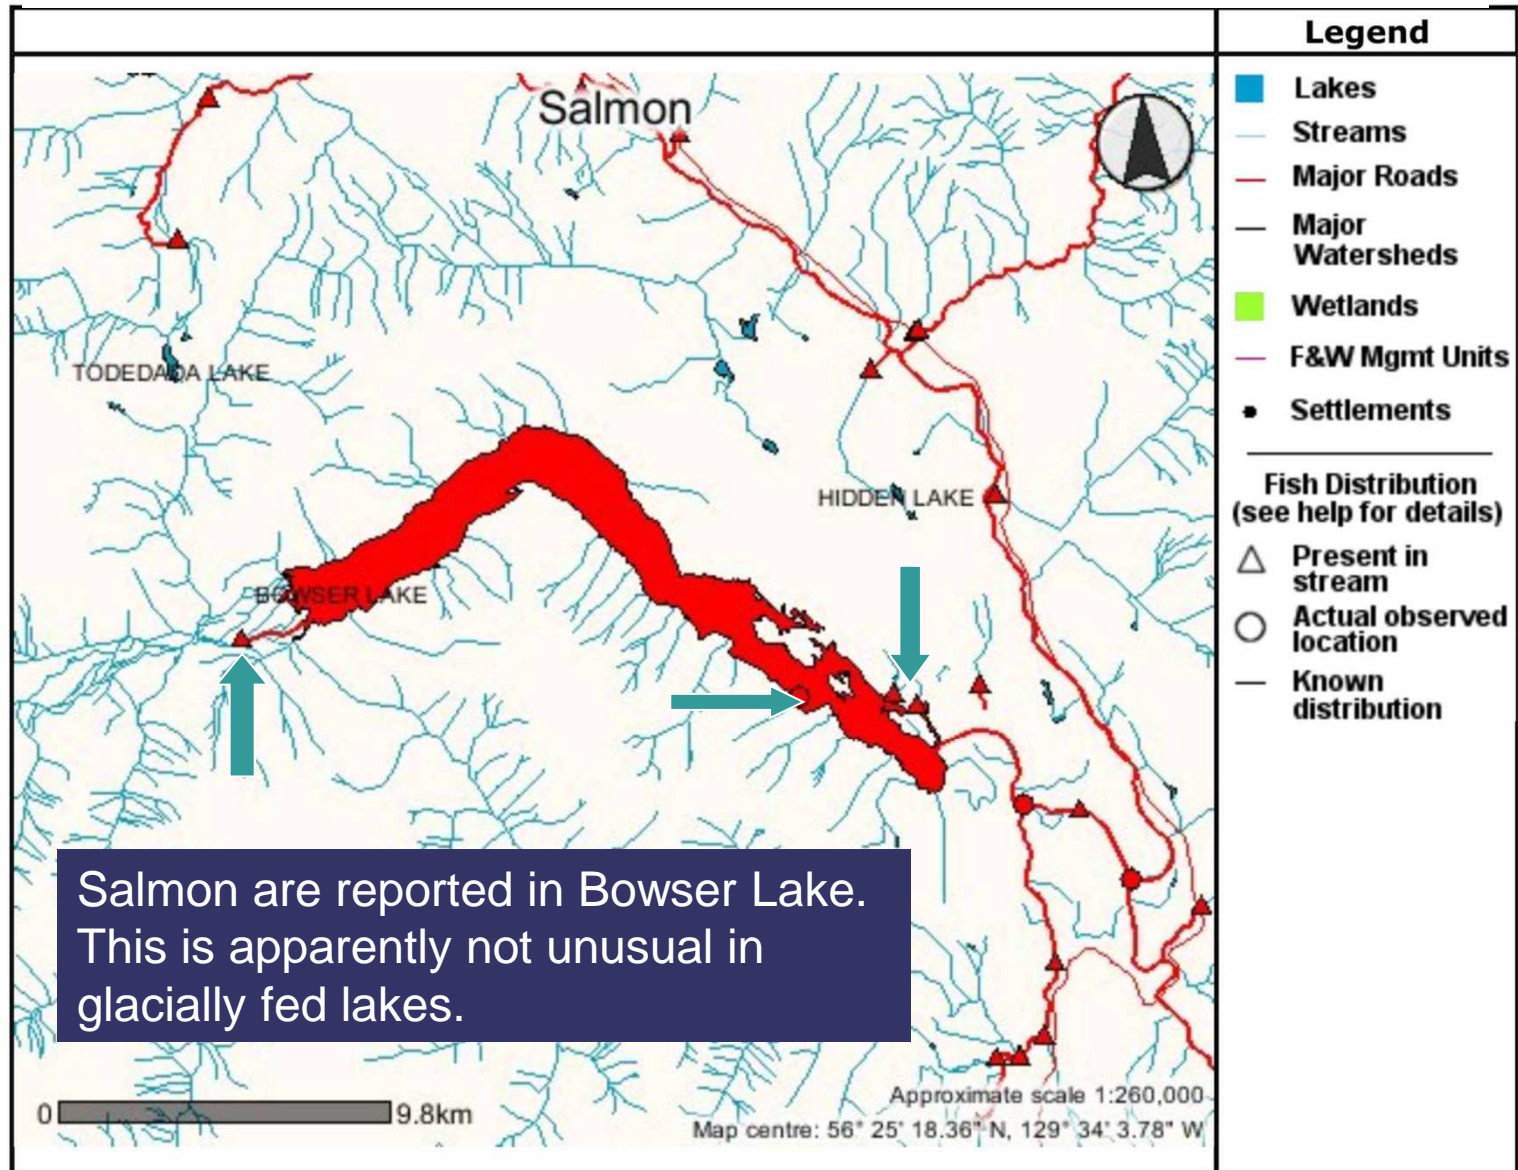 Legend
Salmon
Lakes
Streams
Major Roads
Major
Watersheds
Wetlands
F&W Mgmt Units
Settlements
Fish Distribution
(see help for details)
Present in
stream
Actual observed
location
Known
distribution
TODEDADA LAKE
HIDDEN LAKE
BOWSER LAKE
Salmon are reported in Bowser Lake.
This is apparently not unusual in
glacially fed lakes.
0 9.8km
Approximate scale 1:260,000
Map centre: 56° 25' 18.36" N, 129° 34' 3.78" W